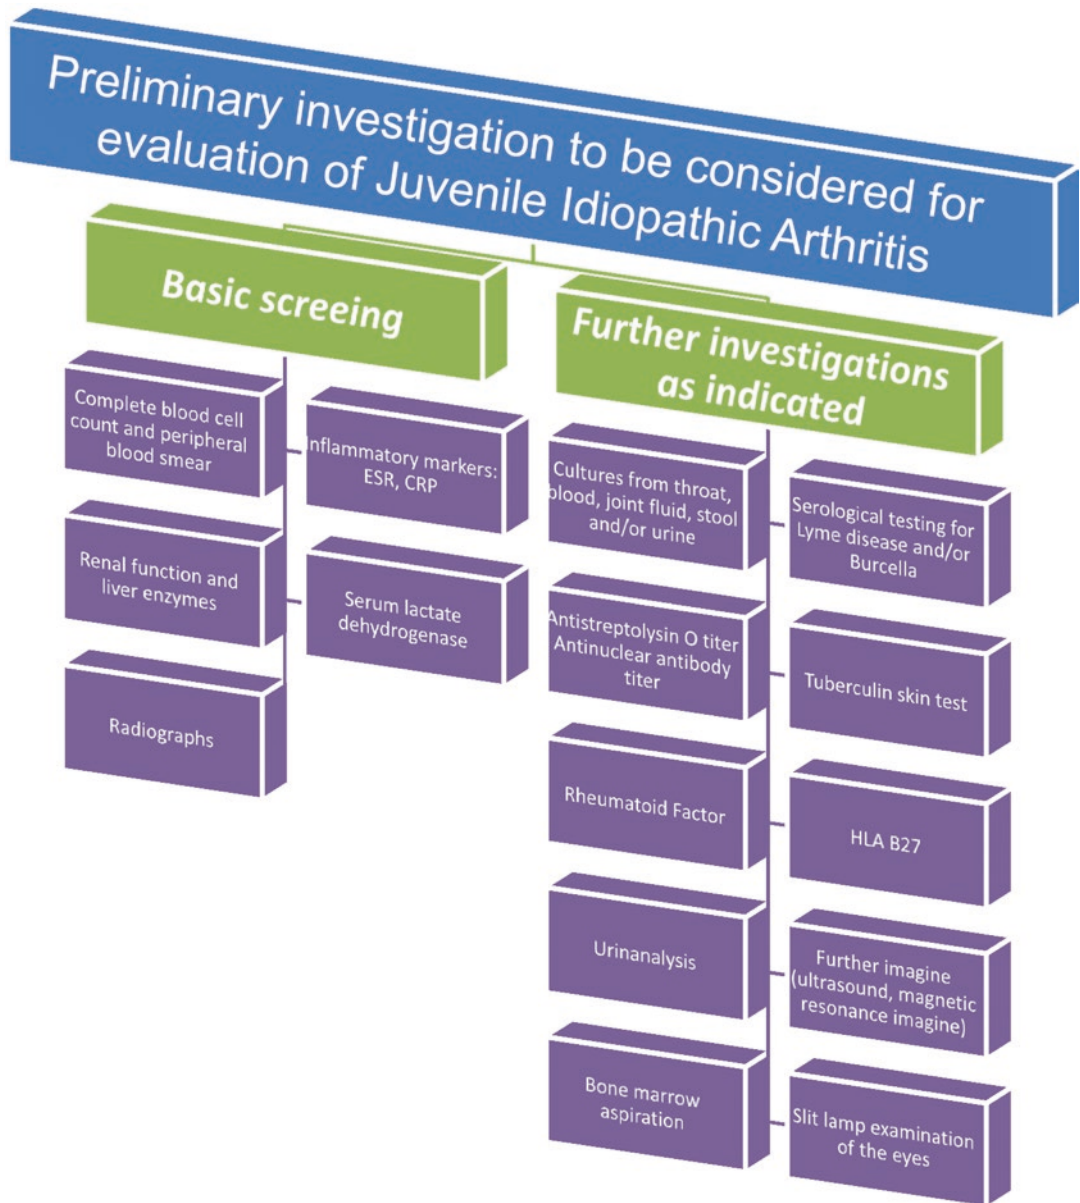 Preliminary investigation to be considered for
evaluation of Juvenile Idiopathic Arthritis
Basic screeing
Complete blood cell
count and peripheral
blood smear
Inflammatory markers:
ESR, CRP
Renal function and
liver enzymes
Serum lactate
dehydrogenase
Radiographs
Further investigations
as indicated
Cultures from throat,
blood, joint fluid, stool
and/or urine
Serological testing for
Lyme disease and/or
Burcella
Antistreptolysin O titer
Antinuclear antibody
titer
Tuberculin skin test
Rheumatoid Factor
HLA B27
Urinanalysis
Further imagine
(ultrasound, magnetic
resonance imagine)
Bone marrow
aspiration
Slit lamp examination
of the eyes